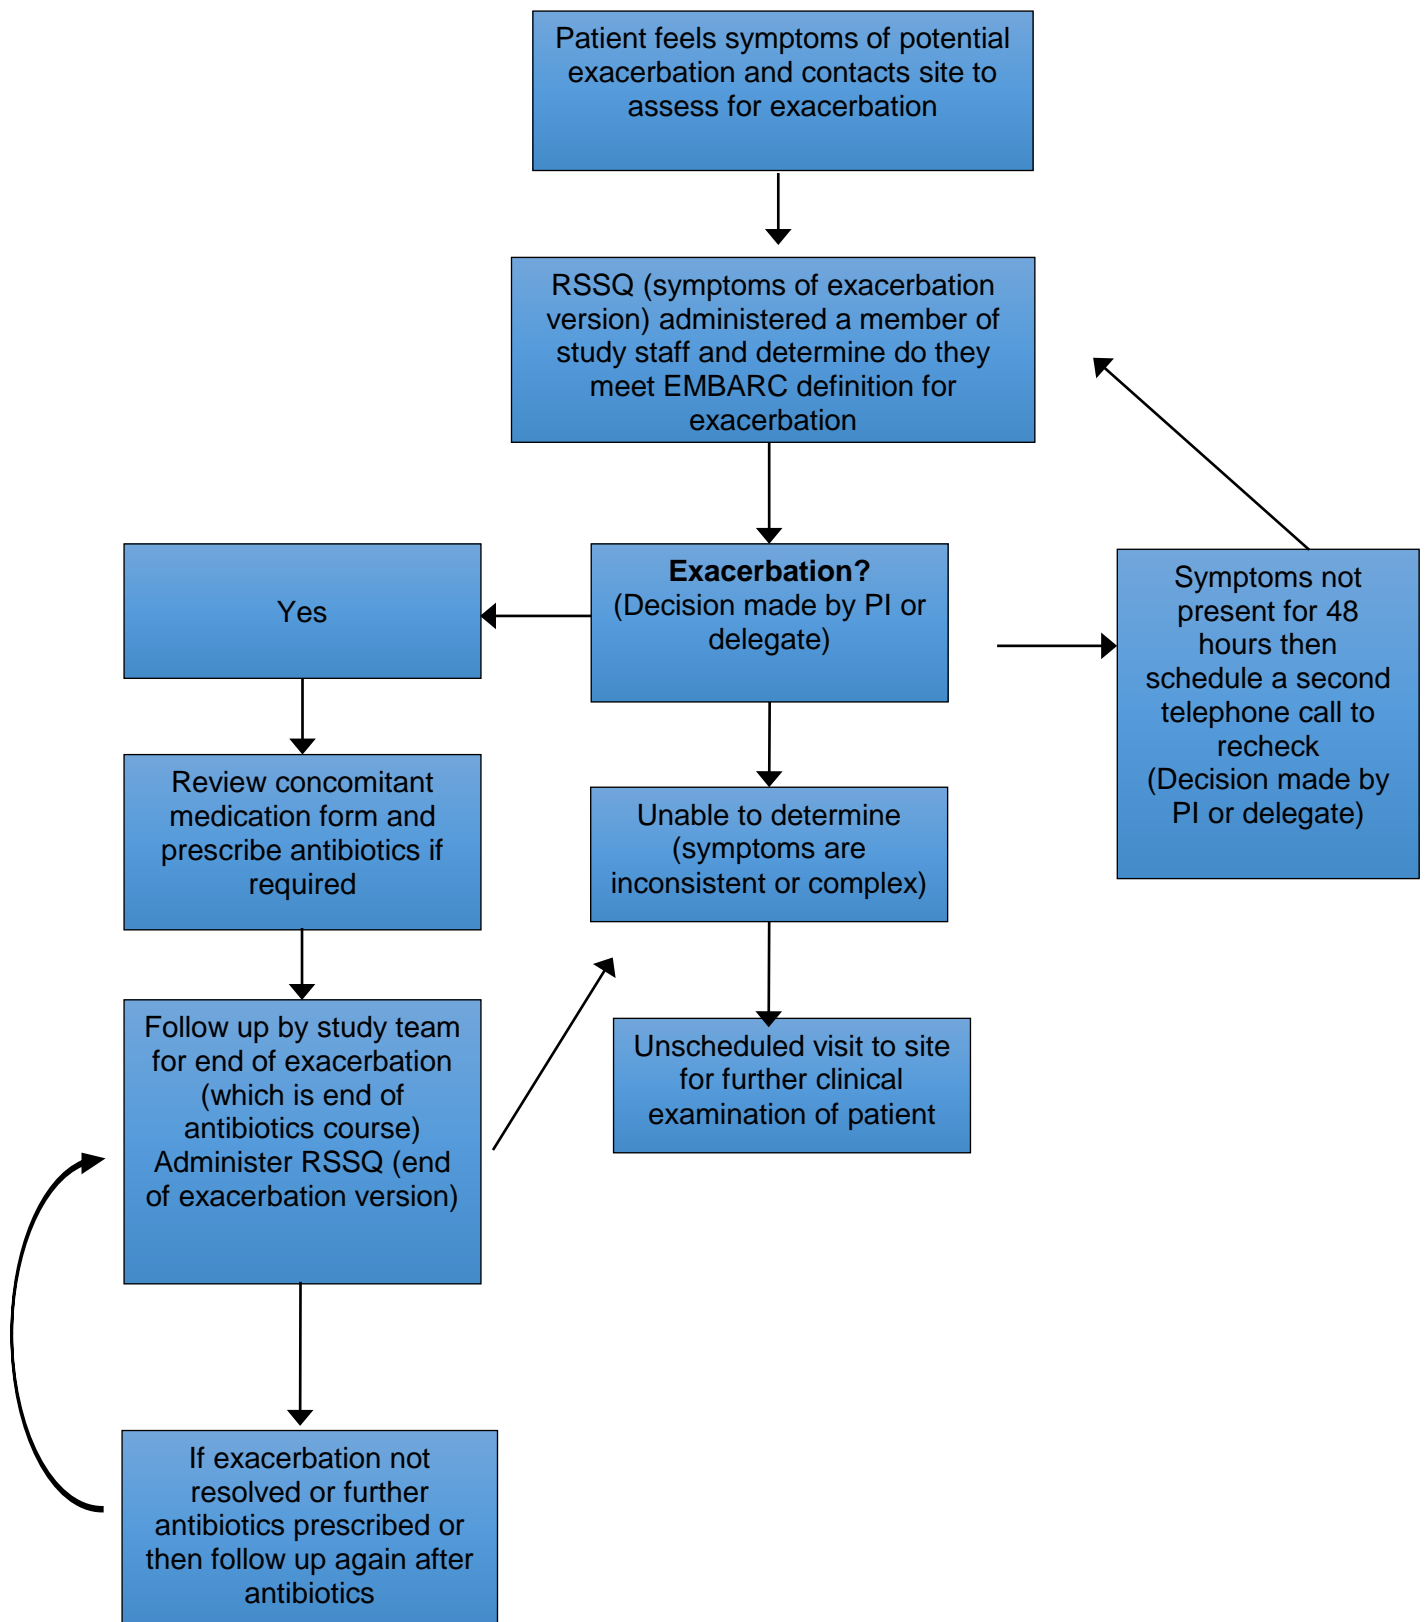 Patient feels symptoms of potential
exacerbation and contacts site to
assess for exacerbation
RSSQ (symptoms of exacerbation
version) administered a member of
study staff and determine do they
meet EMBARC definition for
exacerbation
Yes
Exacerbation?
(Decision made by PI or
delegate)
Symptoms not
present for 48
hours then
schedule a second
telephone call to
recheck
(Decision made by
PI or delegate)
Review concomitant
medication form and
prescribe antibiotics if
required
Unable to determine
(symptoms are
inconsistent or complex)
Follow up by study team
for end of exacerbation
(which is end of
antibiotics course)
Administer RSSQ (end
of exacerbation version)
Unscheduled visit to site
for further clinical
examination of patient
If exacerbation not
resolved or further
antibiotics prescribed or
then follow up again after
antibiotics